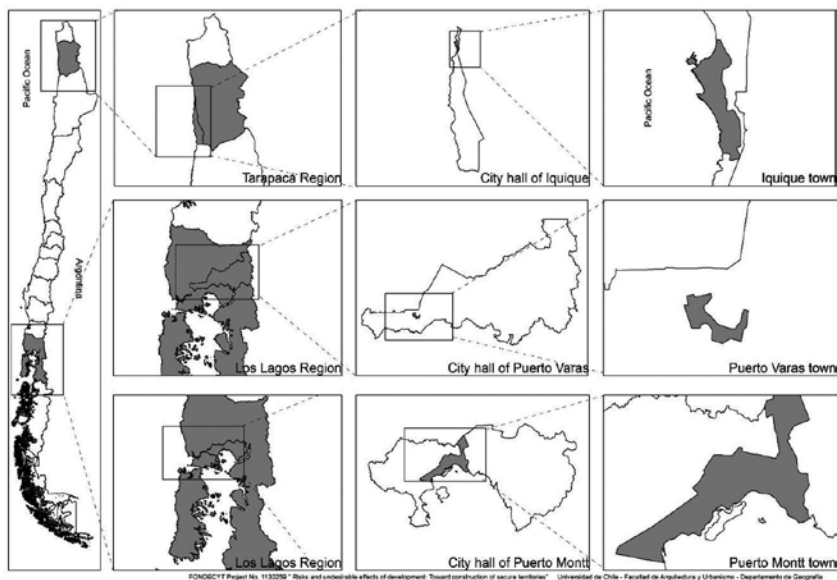 Pacific Ocean
Argentina
Tarapacá Region
City hall of Iquique
Pacific Ocean
Iquique town
Los Lagos Region
City hall of Puerto Varas
Puerto Varas town
Los Lagos Region
City hall of Puerto Montt
Puerto Montt town
FONDECYT Project No. 1130259 " Risks and undesirable effects of development: Toward construction of secure territories" Universidad de Chile - Facultad de Arquitectura y Urbanismo - Departamento de Geografía